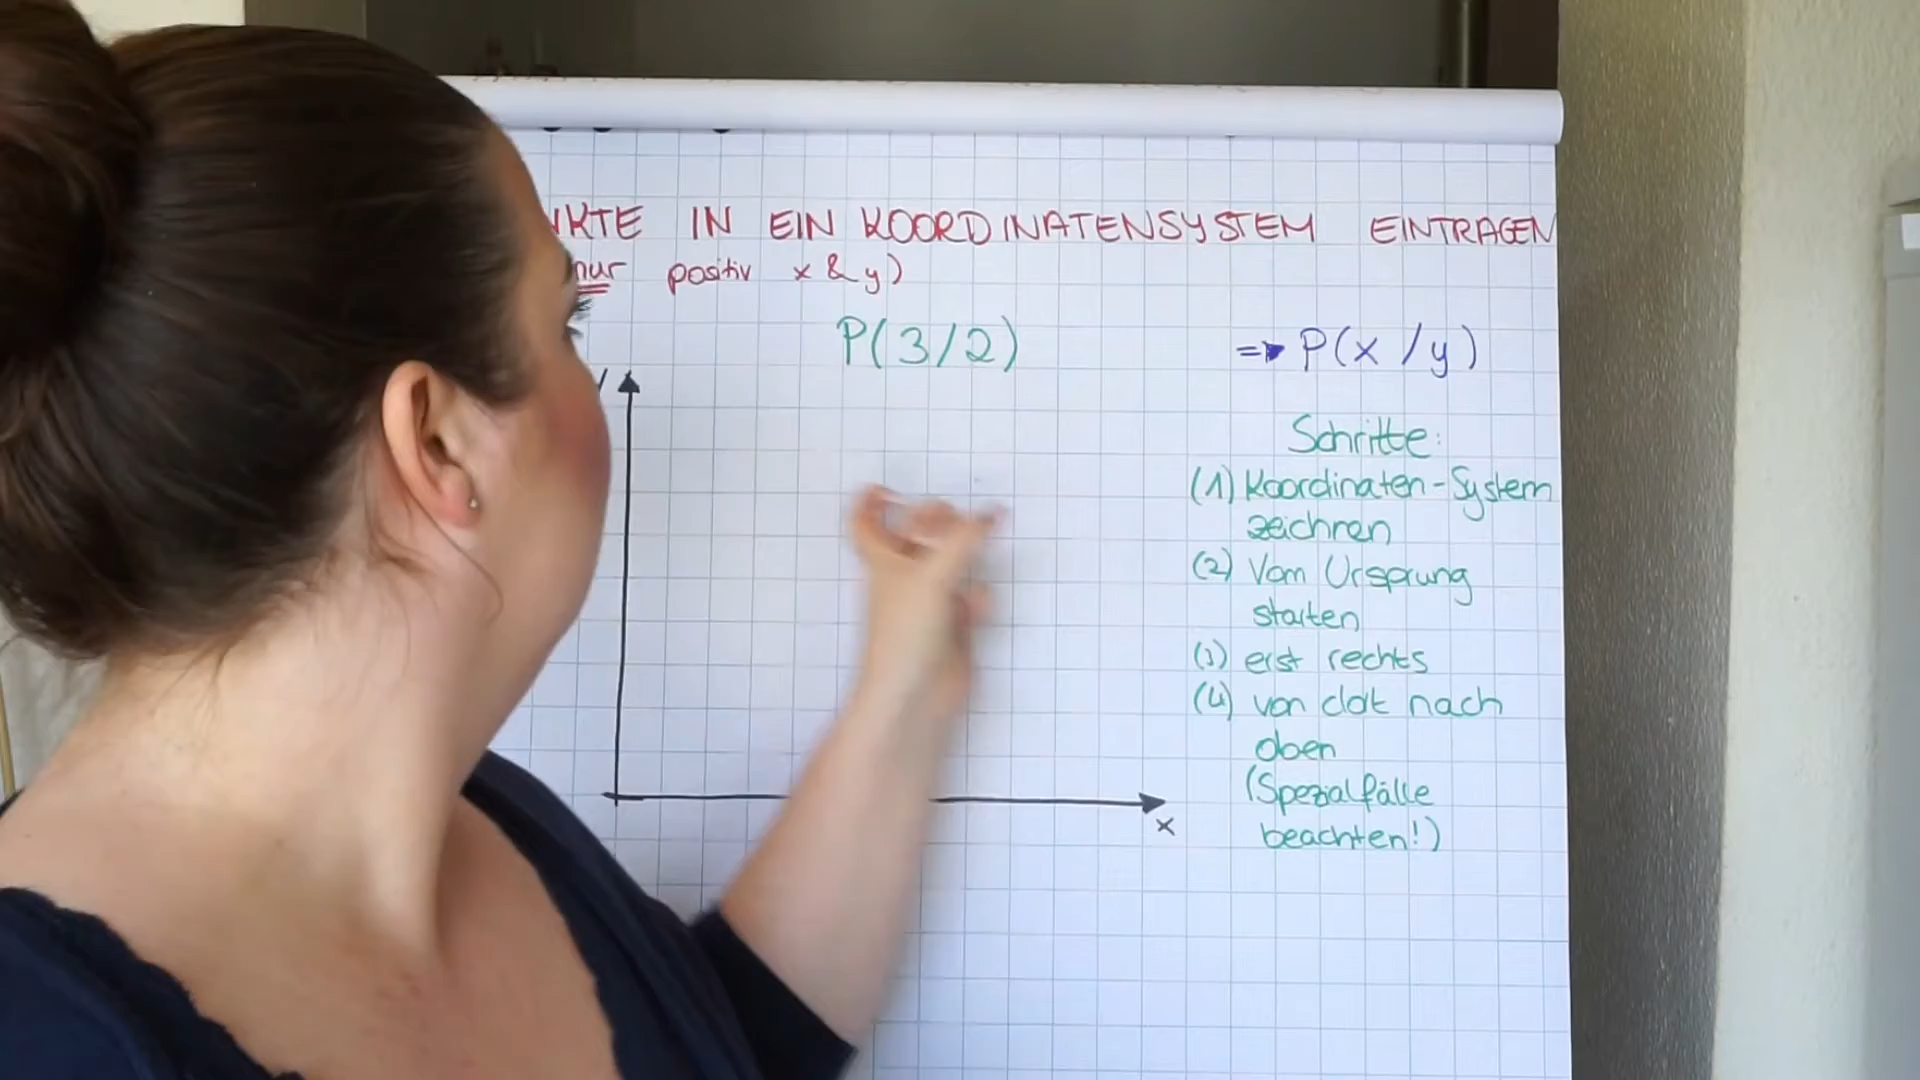 IN EIN KOORDINATENSYSTEM EINTRAGEN
nur positiv x & y)
P(3/2) => P(x/y)
Schritte:
(1) Koordinaten-System
zeichnen
(2) Vom Ursprung
starten
(3) erst rechts
(4) von dort nach
oben
(Spezialfälle
beachten!)
x